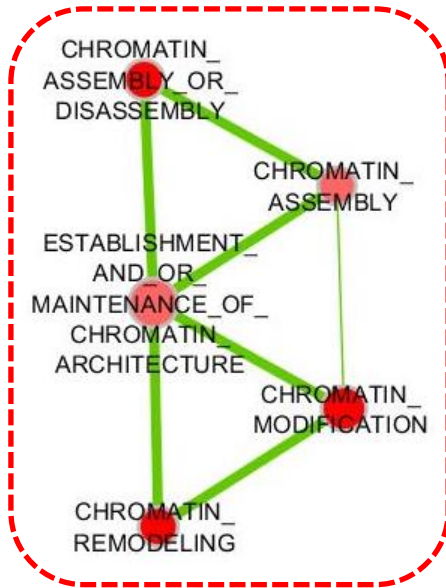 CHROMATIN_
ASSEMBLY_OR_
DISASSEMBLY
CHROMATIN_
ASSEMBLY
ESTABLISHMENT_
AND_OR_
MAINTENANCE_OF_
CHROMATIN_
ARCHITECTURE
CHROMATIN_
MODIFICATION
CHROMATIN_
REMODELING